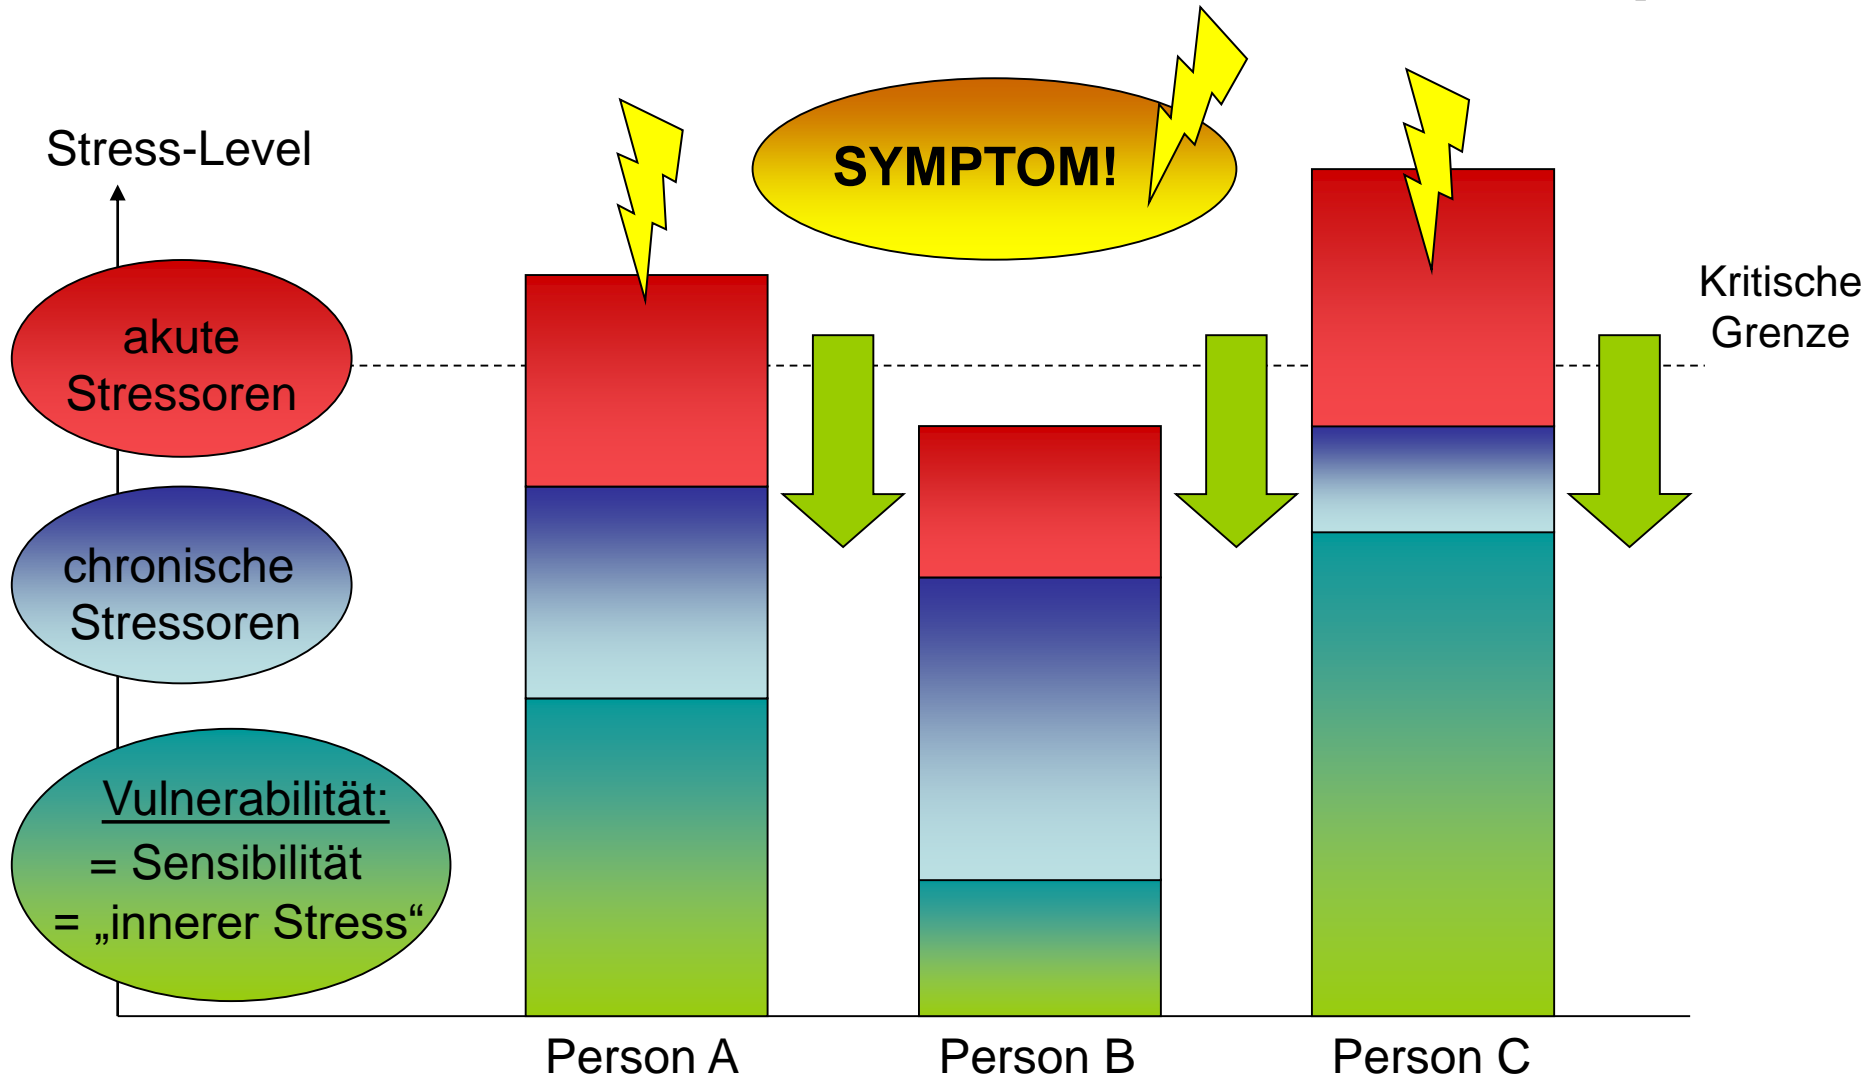 Stress-Level
SYMPTOM!
Kritische
Grenze
akute
Stressoren
chronische
Stressoren
Vulnerabilität:
= Sensibilität
= „innerer Stress“
Person A
Person B
Person C